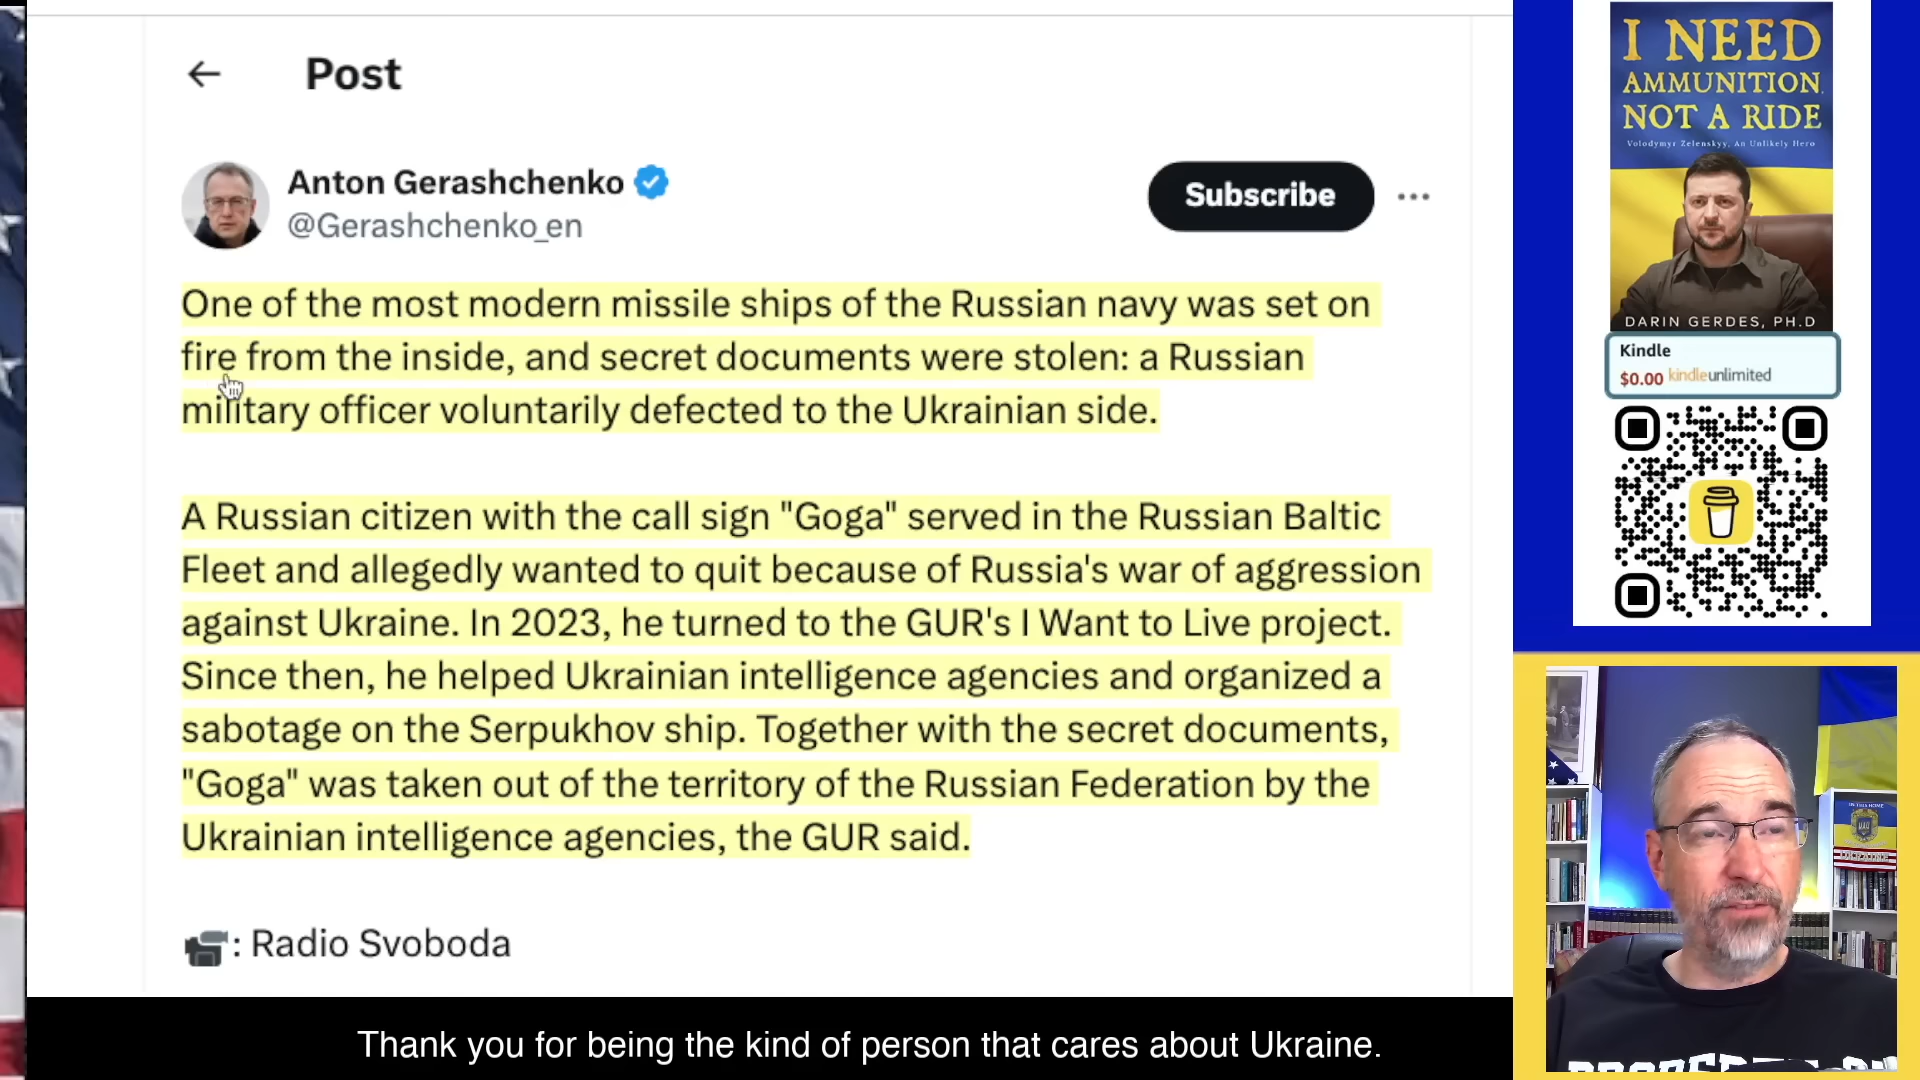 Post
Anton Gerashchenko
@Gerashchenko_en
Subscribe
One of the most modern missile ships of the Russian navy was set on
fire from the inside, and secret documents were stolen: a Russian
military officer voluntarily defected to the Ukrainian side.
A Russian citizen with the call sign "Goga" served in the Russian Baltic
Fleet and allegedly wanted to quit because of Russia's war of aggression
against Ukraine. In 2023, he turned to the GUR's I Want to Live project.
Since then, he helped Ukrainian intelligence agencies and organized a
sabotage on the Serpukhov ship. Together with the secret documents,
"Goga" was taken out of the territory of the Russian Federation by the
Ukrainian intelligence agencies, the GUR said.
: Radio Svoboda
Thank you for being the kind of person that cares about Ukraine.
I NEED
AMMUNITION,
NOT A RIDE
Volodymyr Zelenskyy, An Unlikely Hero
DARIN GERDES, PH.D
Kindle
$0.00 kindleunlimited
IN THIS HOME
UKRAINE